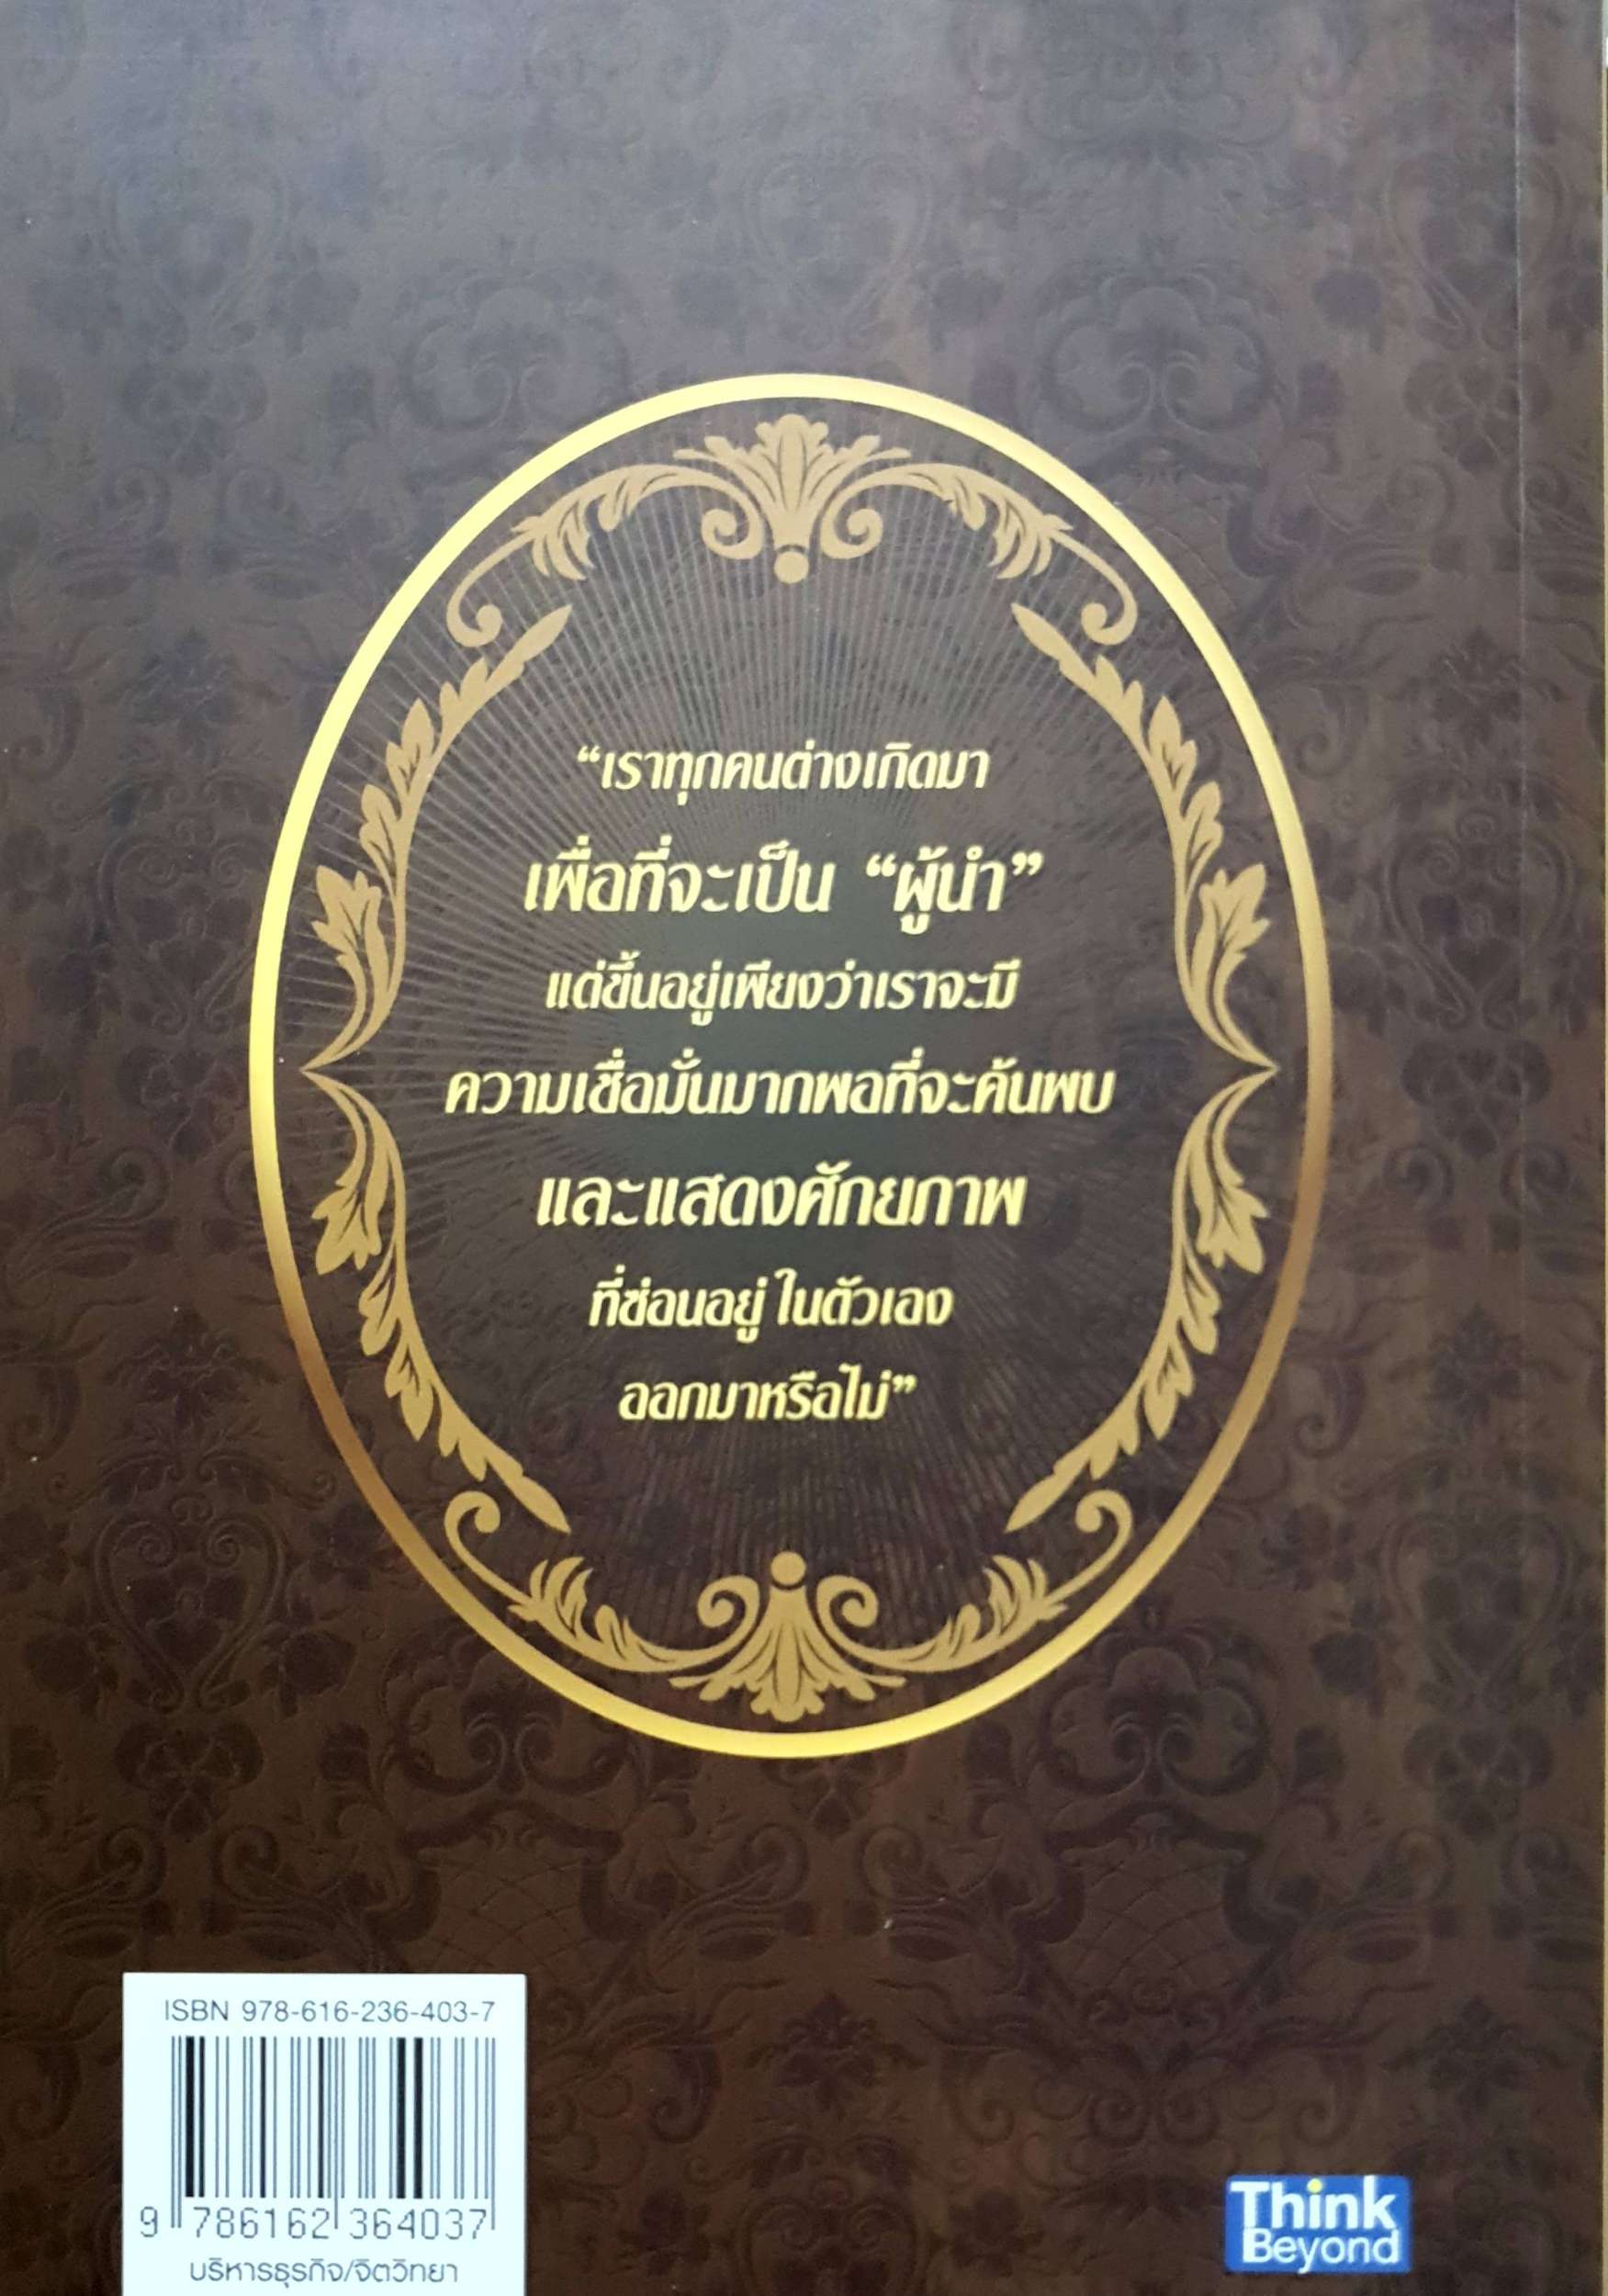 “เราทุกคนต่างเกิดมา
เพื่อที่จะเป็น “ผู้นำ”
แต่ขึ้นอยู่เพียงว่าเราจะมี
ความเชื่อมั่นมากพอที่จะค้นพบ
และแสดงศักยภาพ
ที่ซ่อนอยู่ในตัวเอง
ออกมาหรือไม่”
ISBN 978-616-236-403-7
9 786162 364037
บริหารธุรกิจ/จิตวิทยา
Think
Beyond